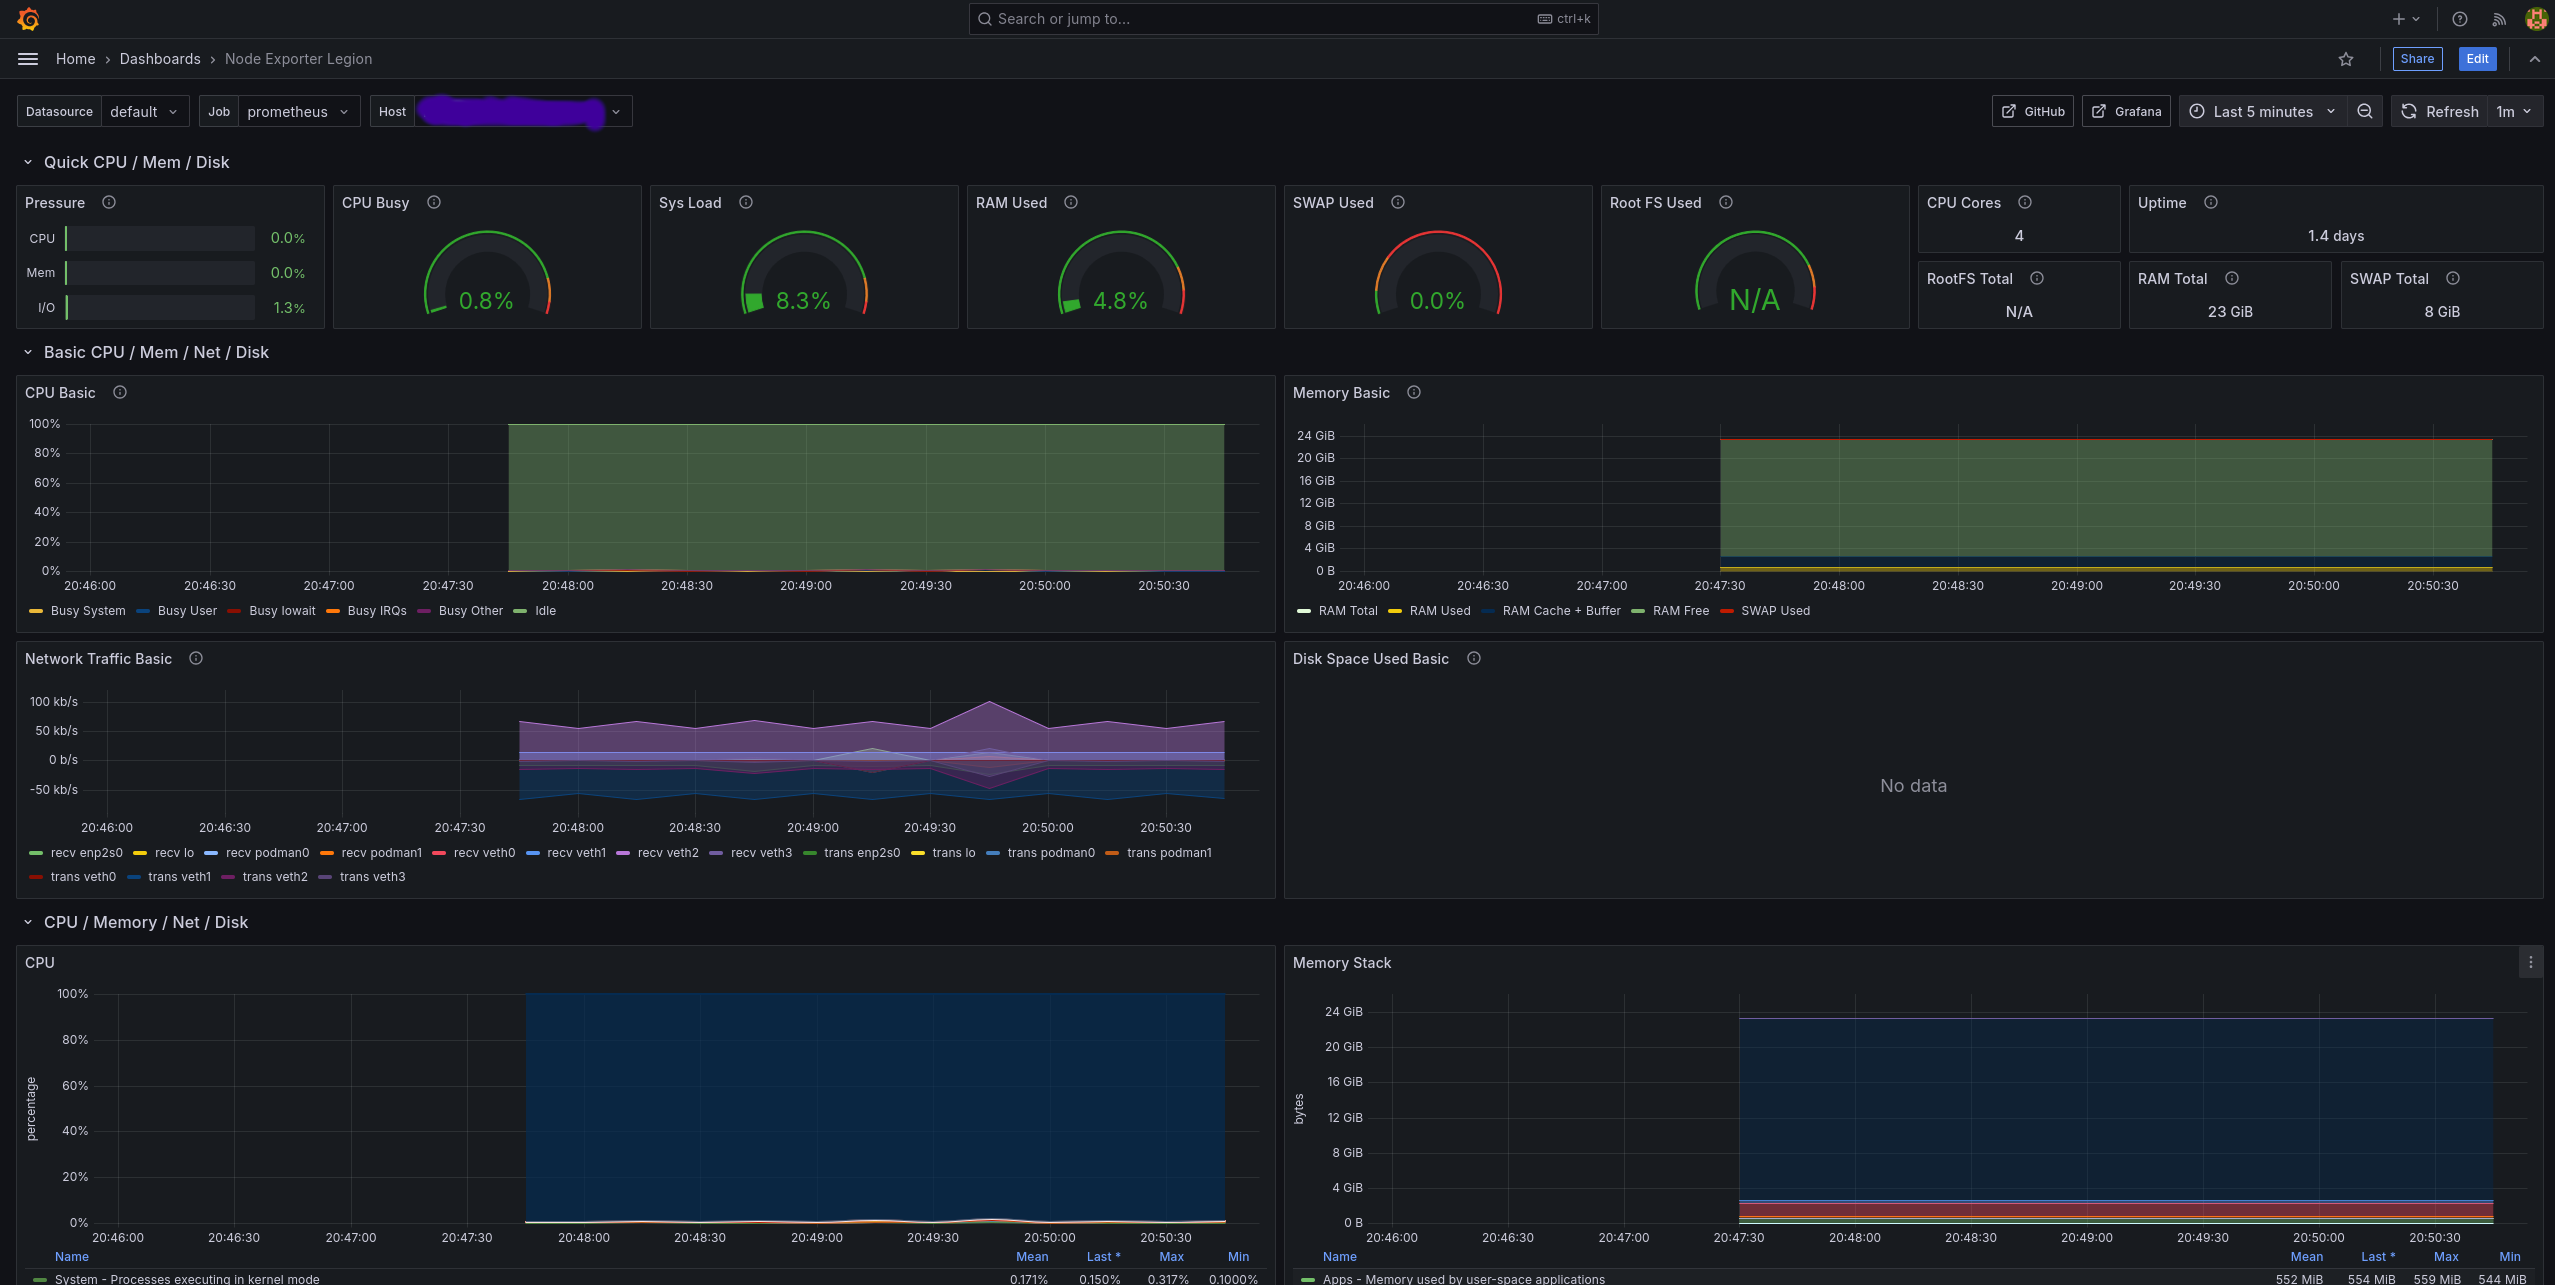 Search or jump to... ctrl+k
Home › Dashboards › Node Exporter Legion Share Edit
Datasource default Job prometheus Host GitHub Grafana Last 5 minutes Refresh 1m
Quick CPU / Mem / Disk
Pressure CPU Busy Sys Load RAM Used SWAP Used Root FS Used CPU Cores Uptime
CPU 0.0% 4 1.4 days
Mem 0.0% RootFS Total RAM Total SWAP Total
I/O 1.3% 0.8% 8.3% 4.8% 0.0% N/A N/A 23 GiB 8 GiB
Basic CPU / Mem / Net / Disk
CPU Basic
100%
80%
60%
40%
20%
0%
20:46:00 20:46:30 20:47:00 20:47:30 20:48:00 20:48:30 20:49:00 20:49:30 20:50:00 20:50:30
Busy System Busy User Busy Iowait Busy IRQs Busy Other Idle
Memory Basic
24 GiB
20 GiB
16 GiB
12 GiB
8 GiB
4 GiB
0 B
20:46:00 20:46:30 20:47:00 20:47:30 20:48:00 20:48:30 20:49:00 20:49:30 20:50:00 20:50:30
RAM Total RAM Used RAM Cache + Buffer RAM Free SWAP Used
Network Traffic Basic
100 kb/s
50 kb/s
0 b/s
-50 kb/s
20:46:00 20:46:30 20:47:00 20:47:30 20:48:00 20:48:30 20:49:00 20:49:30 20:50:00 20:50:30
recv enp2s0 recv lo recv podman0 recv podman1 recv veth0 recv veth1 recv veth2 recv veth3 trans enp2s0 trans lo trans podman0 trans podman1
trans veth0 trans veth1 trans veth2 trans veth3
Disk Space Used Basic
No data
CPU / Memory / Net / Disk
CPU
percentage
100%
80%
60%
40%
20%
0%
20:46:00 20:46:30 20:47:00 20:47:30 20:48:00 20:48:30 20:49:00 20:49:30 20:50:00 20:50:30
Name Mean Last * Max Min
System - Processes executing in kernel mode 0.171% 0.150% 0.317% 0.1000%
Memory Stack
bytes
24 GiB
20 GiB
16 GiB
12 GiB
8 GiB
4 GiB
0 B
20:46:00 20:46:30 20:47:00 20:47:30 20:48:00 20:48:30 20:49:00 20:49:30 20:50:00 20:50:30
Name Mean Last * Max Min
Apps - Memory used by user-space applications 552 MiB 554 MiB 559 MiB 544 MiB